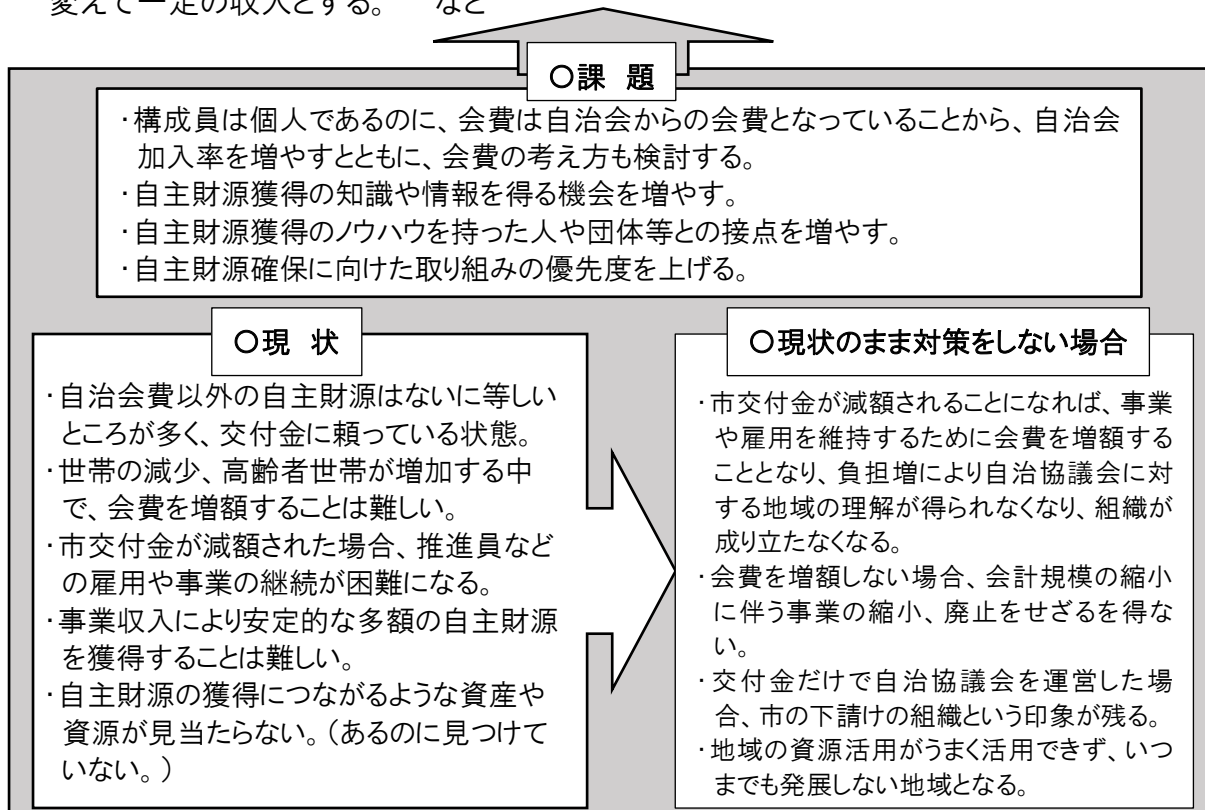 変えて一定の収入とする。 など
○課 題
・構成員は個人であるのに、会費は自治会からの会費となっていることから、自治会
加入率を増やすとともに、会費の考え方も検討する。
・自主財源獲得の知識や情報を得る機会を増やす。
・自主財源獲得のノウハウを持った人や団体等との接点を増やす。
・自主財源確保に向けた取り組みの優先度を上げる。
○現 状
・自治会費以外の自主財源はないに等しい
ところが多く、交付金に頼っている状態。
・世帯の減少、高齢者世帯が増加する中
で、会費を増額することは難しい。
・市交付金が減額された場合、推進員など
の雇用や事業の継続が困難になる。
・事業収入により安定的な多額の自主財源
を獲得することは難しい。
・自主財源の獲得につながるような資産や
資源が見当たらない。（あるのに見つけて
いない。）
○現状のまま対策をしない場合
・市交付金が減額されることになれば、事業
や雇用を維持するために会費を増額する
こととなり、負担増により自治協議会に対
する地域の理解が得られなくなり、組織が
成り立たなくなる。
・会費を増額しない場合、会計規模の縮小
に伴う事業の縮小、廃止をせざるを得な
い。
・交付金だけで自治協議会を運営した場
合、市の下請けの組織という印象が残る。
・地域の資源活用がうまく活用できず、いつ
までも発展しない地域となる。